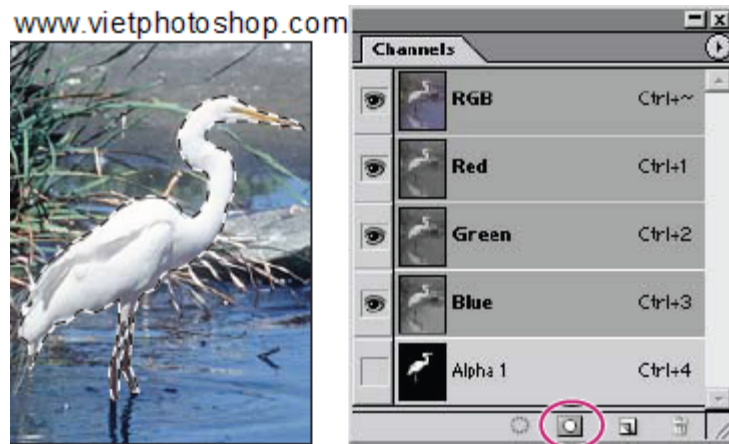 www.vietphotoshop.com
Channels
RGB Ctrl+~
Red Ctrl+1
Green Ctrl+2
Blue Ctrl+3
Alpha 1 Ctrl+4